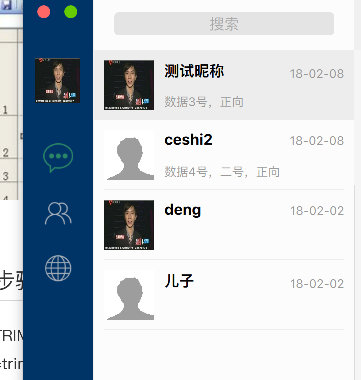 搜索
测试昵称 18-02-08
数据3号，正向
ceshi2 18-02-08
数据4号，二号，正向
deng 18-02-02
儿子 18-02-02
1
2
3
步骤
TRIM
=trim